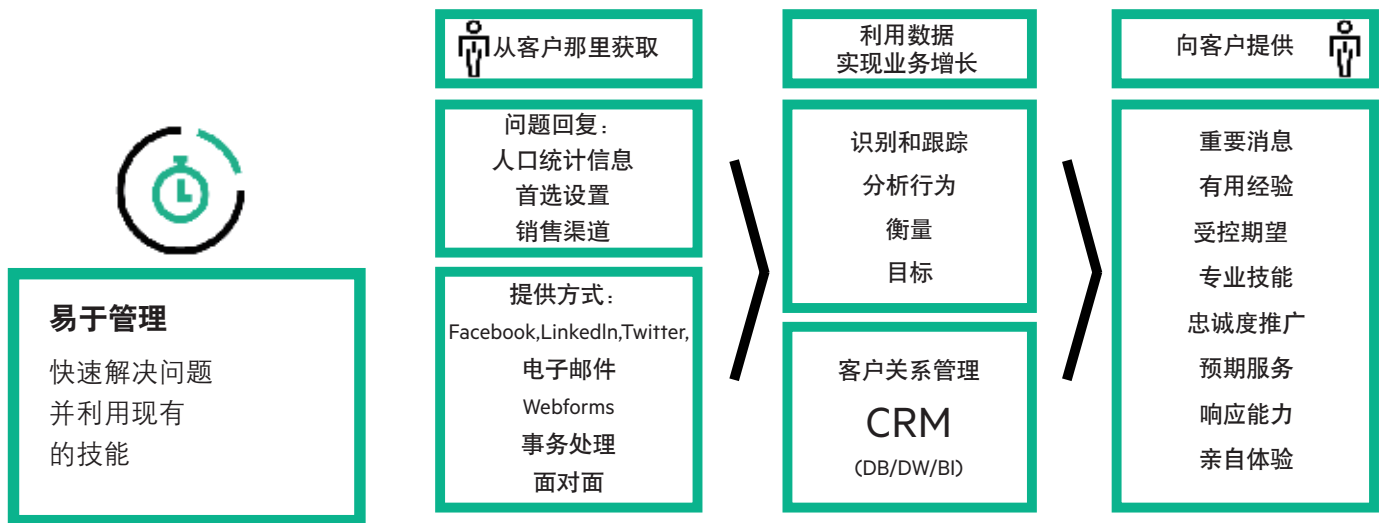 易于管理
快速解决问题
并利用现有
的技能
从客户那里获取
问题回复：
人口统计信息
首选设置
销售渠道
提供方式：
Facebook,LinkedIn,Twitter,
电子邮件
Webforms
事务处理
面对面
利用数据
实现业务增长
识别和跟踪
分析行为
衡量
目标
客户关系管理
CRM
(DB/DW/BI)
向客户提供
重要消息
有用经验
受控期望
专业技能
忠诚度推广
预期服务
响应能力
亲自体验